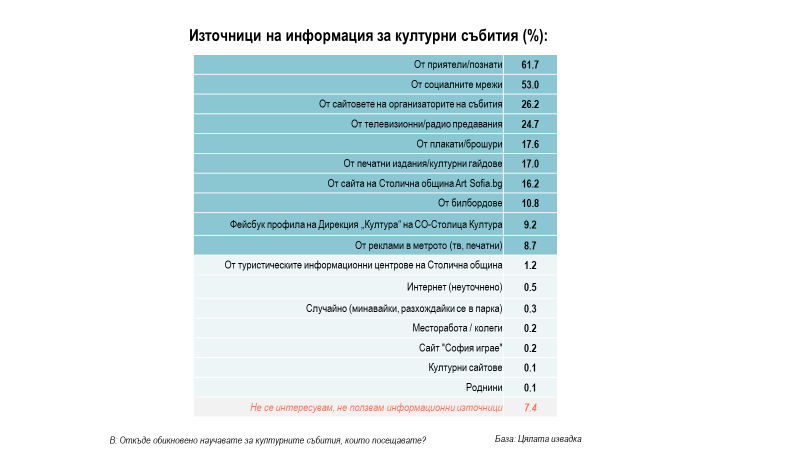 Източници на информация за културни събития (%):
От приятели/познати 61.7
От социалните мрежи 53.0
От сайтовете на организаторите на събития 26.2
От телевизионни/радио предавания 24.7
От плакати/брошури 17.6
От печатни издания/културни гайдове 17.0
От сайта на Столична община Art Sofia.bg 16.2
От билбордове 10.8
Фейсбук профила на Дирекция „Култура“ на СО-Столица Култура 9.2
От реклами в метрото (тв, печатни) 8.7
От туристическите информационни центрове на Столична община 1.2
Интернет (неуточнено) 0.5
Случайно (минавайки, разхождайки се в парка) 0.3
Месторабота / колеги 0.2
Сайт "София играе" 0.2
Културни сайтове 0.1
Роднини 0.1
Не се интересувам, не ползвам информационни източници 7.4
В: Откъде обикновено научавате за културните събития, които посещавате?
База: Цялата извадка